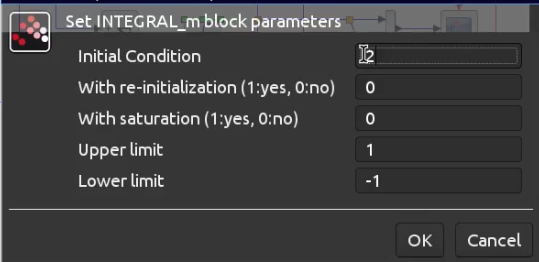 Set INTEGRAL_m block parameters
Initial Condition 2
With re-initialization (1:yes, 0:no) 0
With saturation (1:yes, 0:no) 0
Upper limit 1
Lower limit -1
OK Cancel